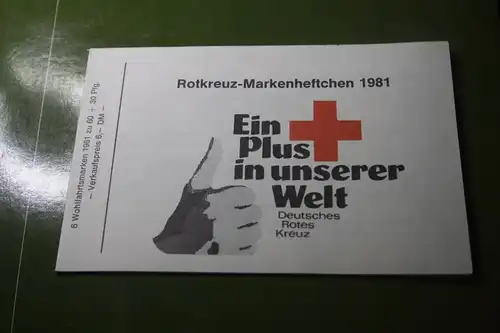 Rotkreuz-Markenheftchen 1981
Ein
Plus
in unserer
Welt
Deutsches
Rotes
Kreuz
6 Wohlfahrtsmarken 1981 zu 60 + 30 Pfg.
– Verkaufspreis 6,– DM –